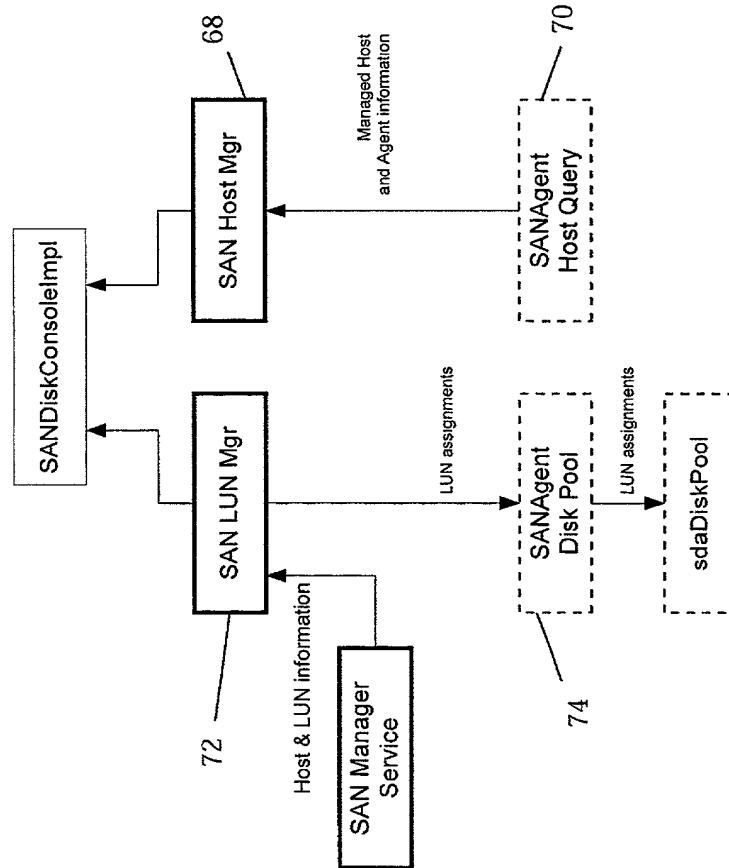 SANDiskConsoleImpl
SAN LUN Mgr
SAN Host Mgr
68
72
Host & LUN information
SAN Manager
Service
LUN assignments
Managed Host
and Agent information
SANAgent
Disk Pool
74
SANAgent
Host Query
70
LUN assignments
sdaDiskPool